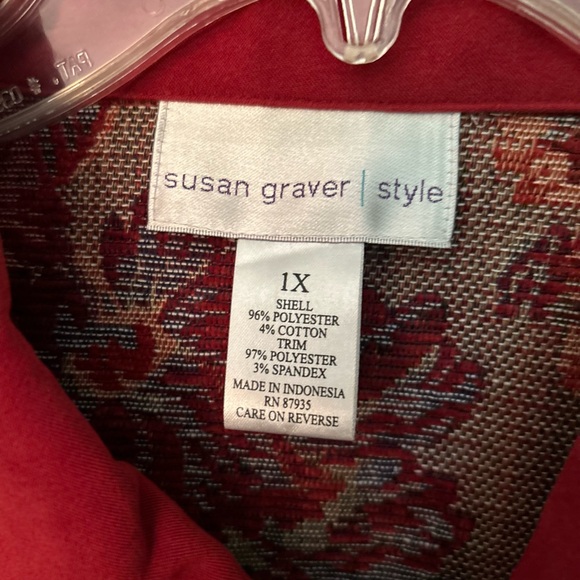 PAT. #
susan graver | style
1X
SHELL
96% POLYESTER
4% COTTON
TRIM
97% POLYESTER
3% SPANDEX
MADE IN INDONESIA
RN 87935
CARE ON REVERSE